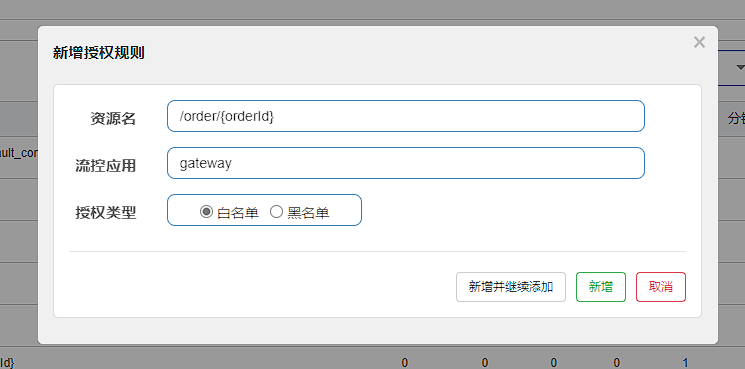 新增授权规则
×
分钟
资源名 /order/{orderId}
ault_con
流控应用 gateway
授权类型 白名单 黑名单
新增并继续添加 新增 取消
Id} 0 0 0 0 1